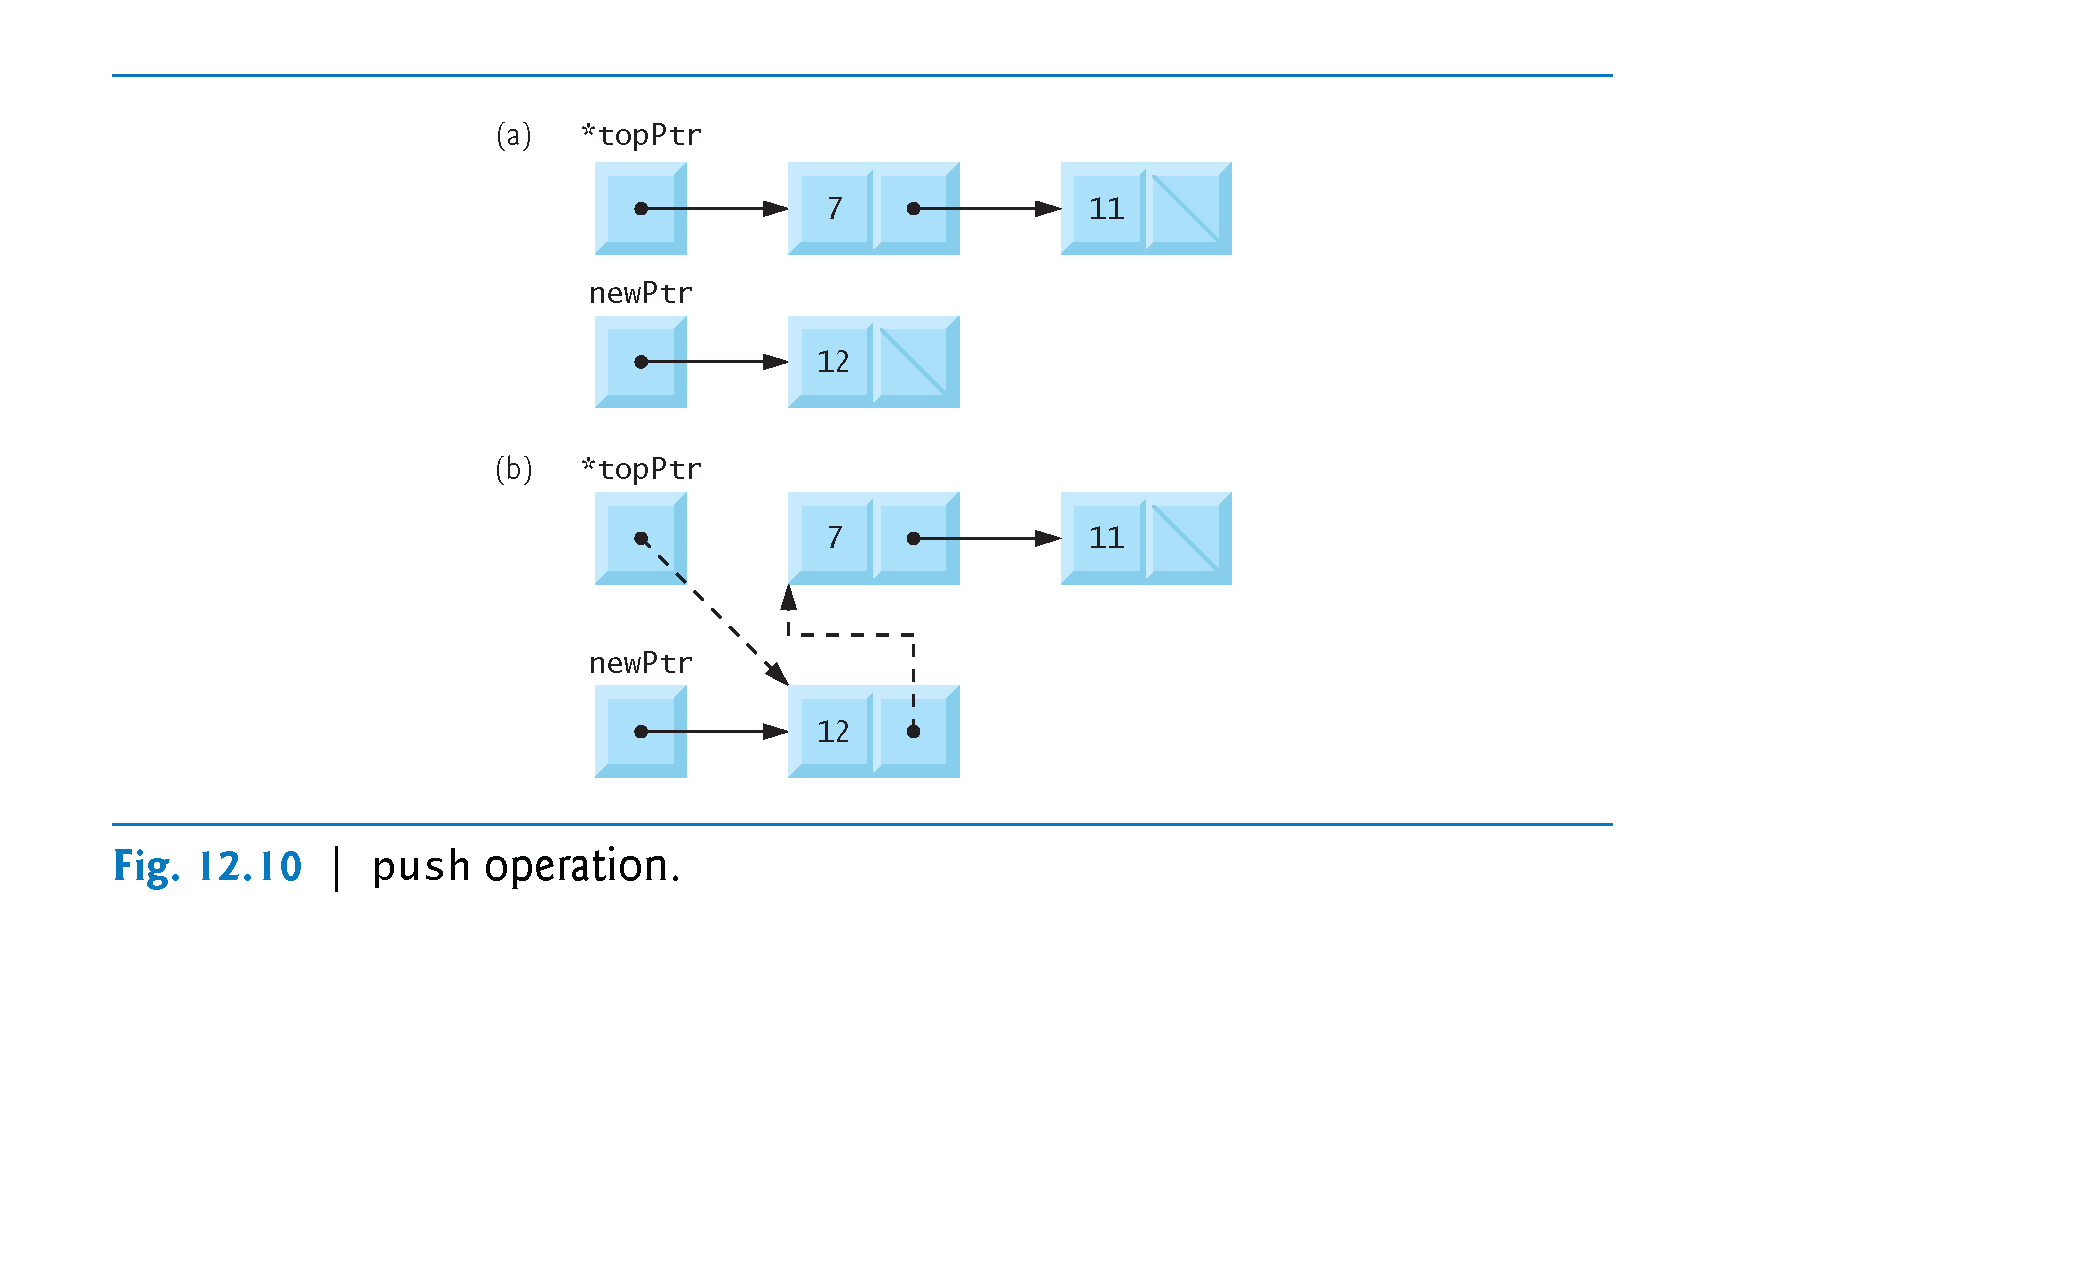 (a) *topPtr
7 11
newPtr
12
(b) *topPtr
7 11
newPtr
12
Fig. 12.10 | push operation.